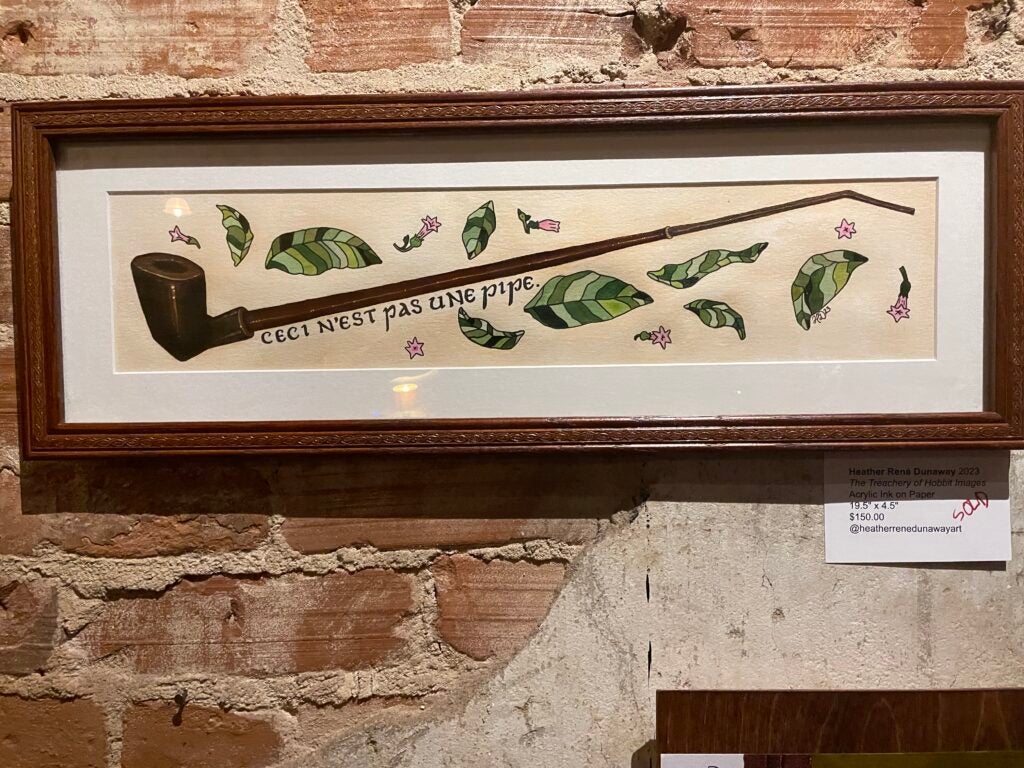 CECI N'EST PAS UNE PIPE.
Heather René Dunaway 2023
The Treachery of Hobbit Images
Acrylic Ink on Paper
19.5" x 4.5"
$150.00
@heatherrenedunawayart
SOLD